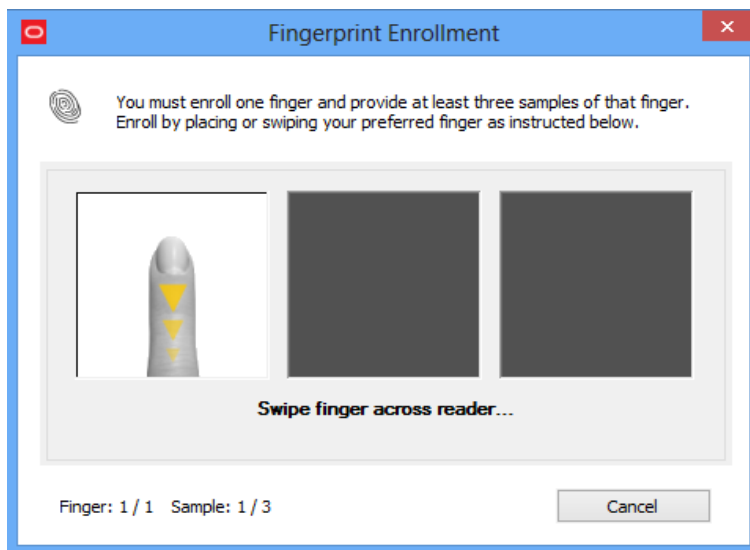 Fingerprint Enrollment
You must enroll one finger and provide at least three samples of that finger.
Enroll by placing or swiping your preferred finger as instructed below.
Swipe finger across reader...
Finger: 1 / 1   Sample: 1 / 3
Cancel